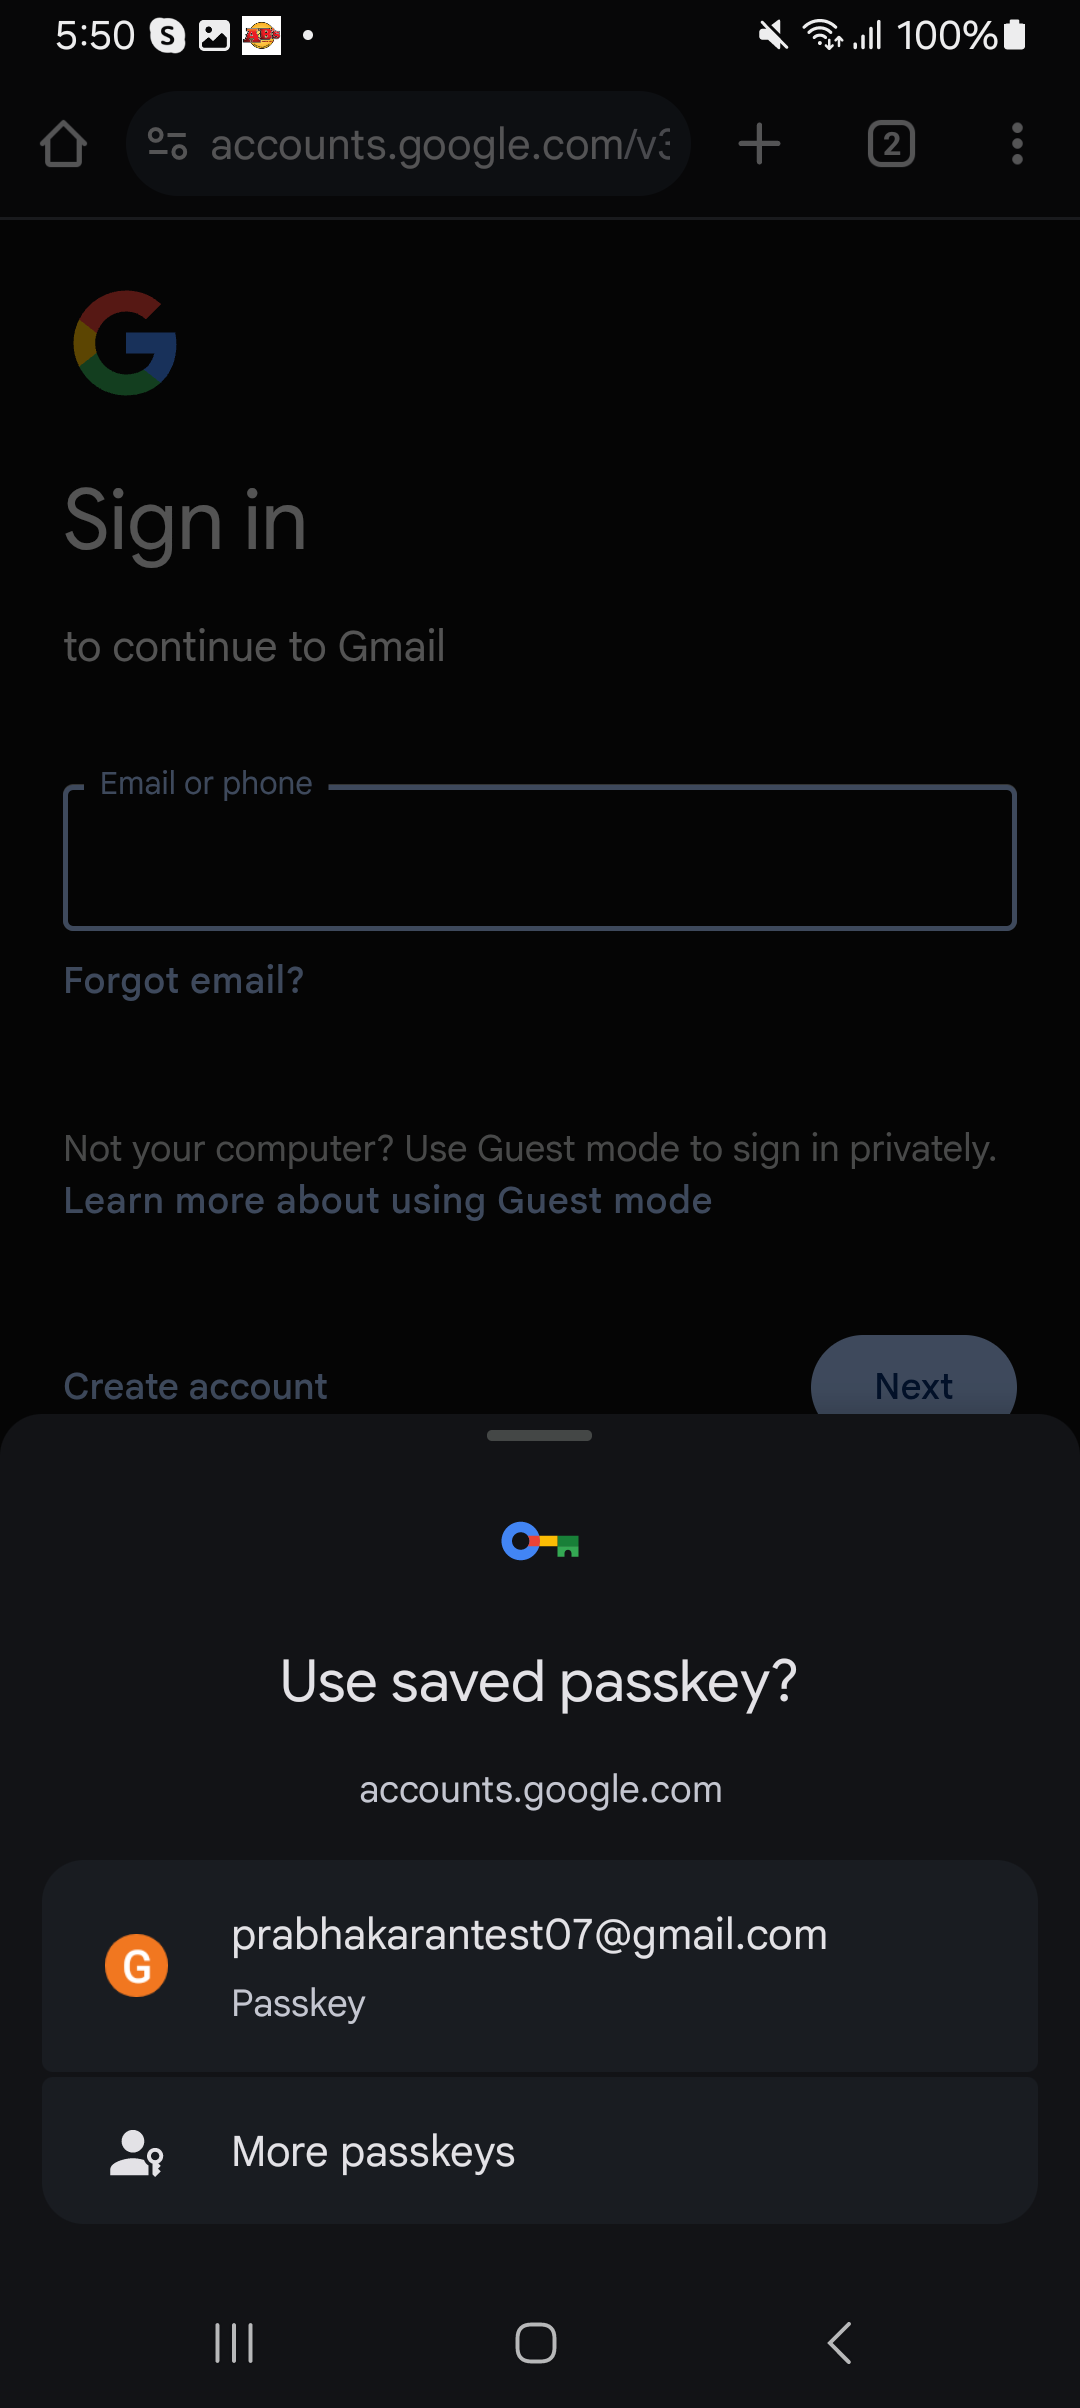 5:50 S ABs 100%
accounts.google.com/v3 2
G
Sign in
to continue to Gmail
Email or phone
Forgot email?
Not your computer? Use Guest mode to sign in privately.
Learn more about using Guest mode
Create account Next
Use saved passkey?
accounts.google.com
G prabhakarantest07@gmail.com
Passkey
More passkeys